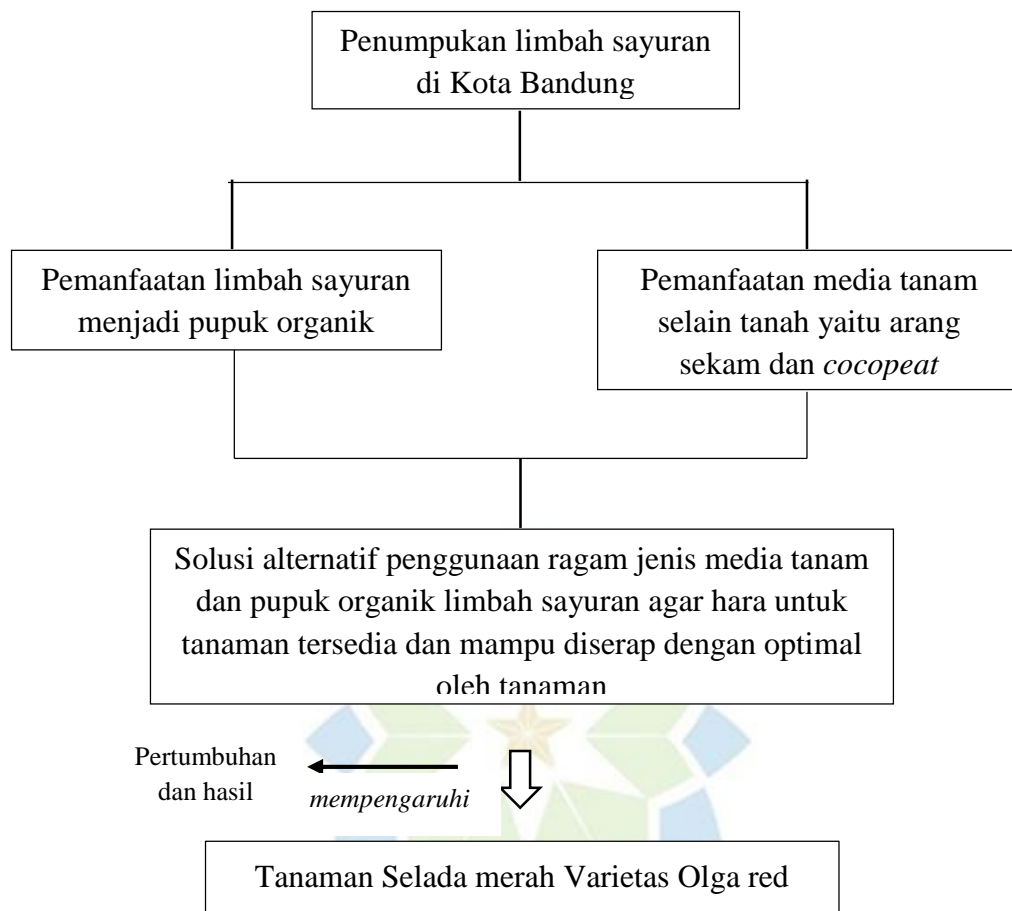 Penumpukan limbah sayuran
di Kota Bandung
Pemanfaatan limbah sayuran
menjadi pupuk organik
Pemanfaatan media tanam
selain tanah yaitu arang
sekam dan cocopeat
Solusi alternatif penggunaan ragam jenis media tanam
dan pupuk organik limbah sayuran agar hara untuk
tanaman tersedia dan mampu diserap dengan optimal
oleh tanaman
Pertumbuhan
dan hasil
mempengaruhi
Tanaman Selada merah Varietas Olga red